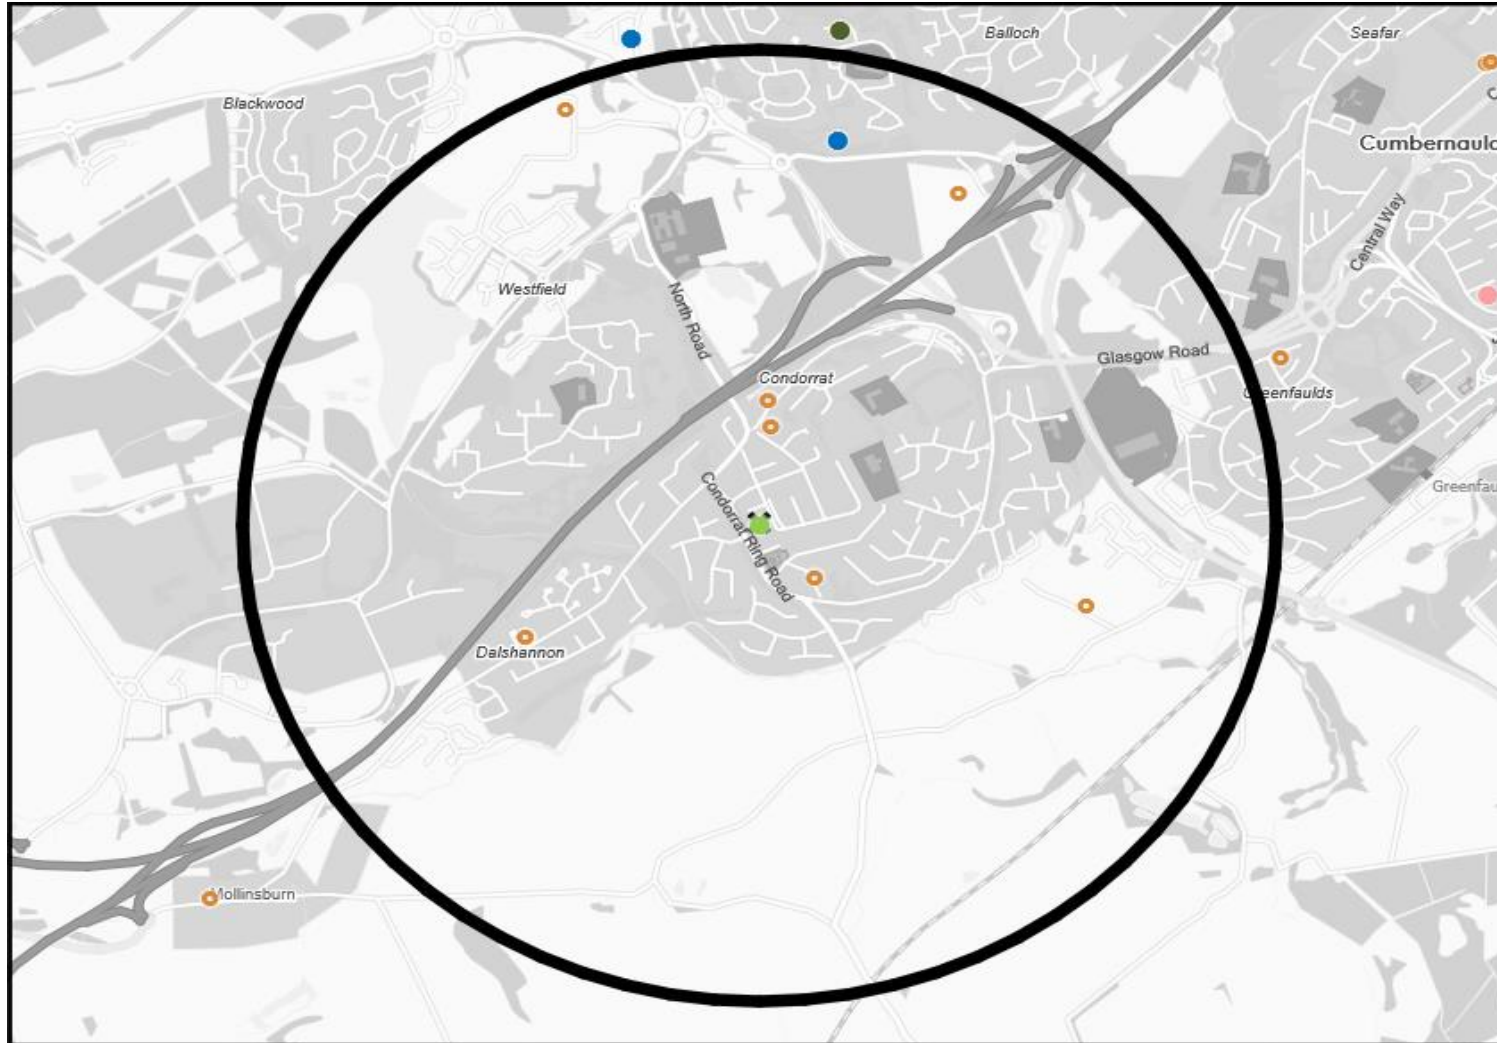 Balloch
Seafar
Blackwood
Cumbernauld
Central Way
Westfield
North Road
Glasgow Road
Condorrat
Greenfaulds
Condorrat Ring Road
Greenfau
Dalshannon
Mollinsburn